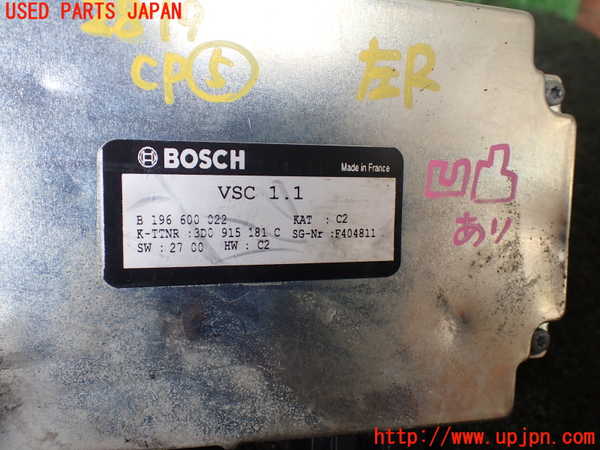 USED PARTS JAPAN
CP⑤
左R
BOSCH
Made in France
VSC 1.1
B 196 600 022 KAT : C2
K-TTNR :3D0 915 181 C SG-Nr :F404811
SW : 27 00 HW : C2
凹凸
あり
http://www.upjpn.com/